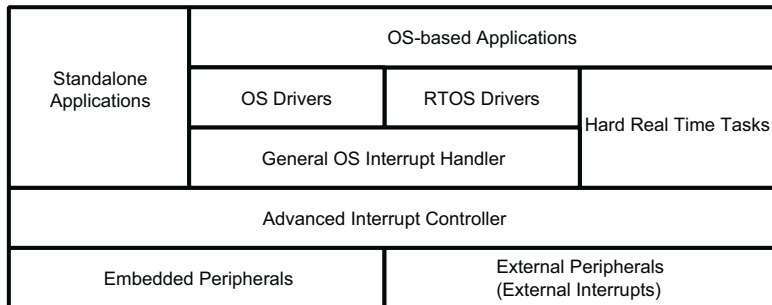 OS-based Applications
Standalone
Applications
OS Drivers
RTOS Drivers
Hard Real Time Tasks
General OS Interrupt Handler
Advanced Interrupt Controller
Embedded Peripherals
External Peripherals
(External Interrupts)